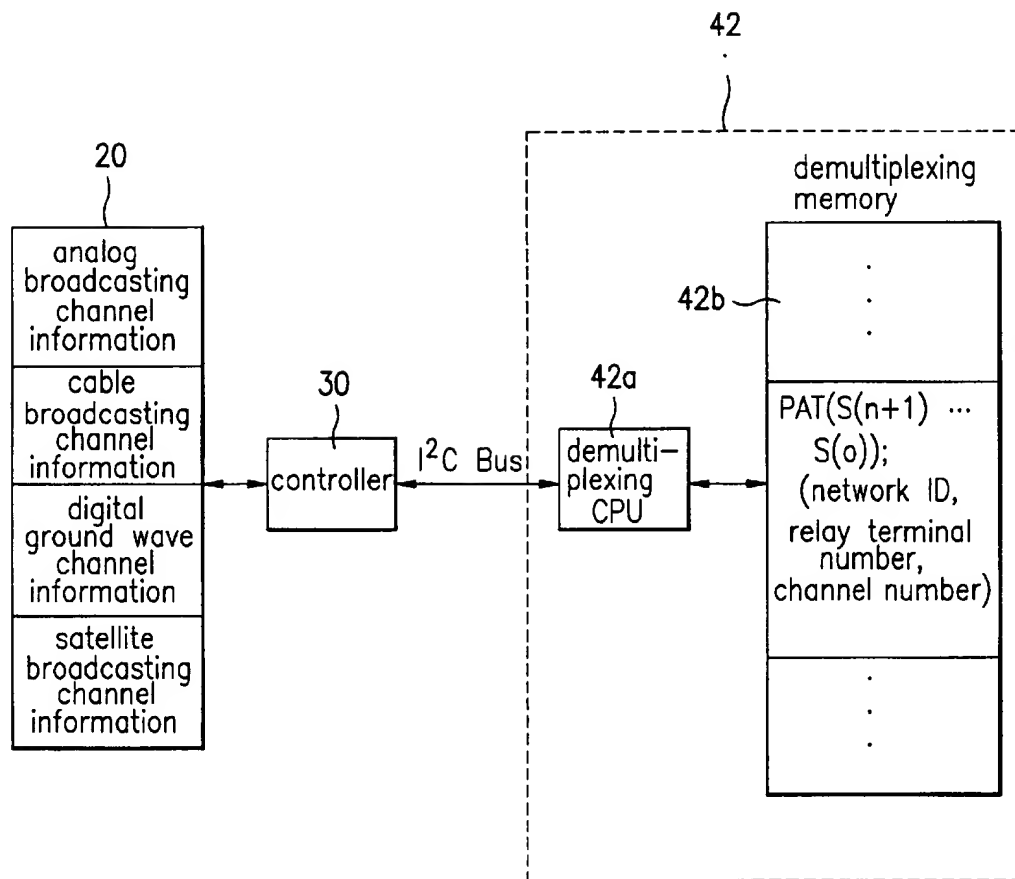 42
20
analog
broadcasting
channel
information
cable
broadcasting
channel
information
digital
ground wave
channel
information
satellite
broadcasting
channel
information
30
controller
I²C Bus
42a
demulti-
plexing
CPU
demultiplexing
memory
42b
PAT(S(n+1) ...
S(o));
(network ID,
relay terminal
number,
channel number)